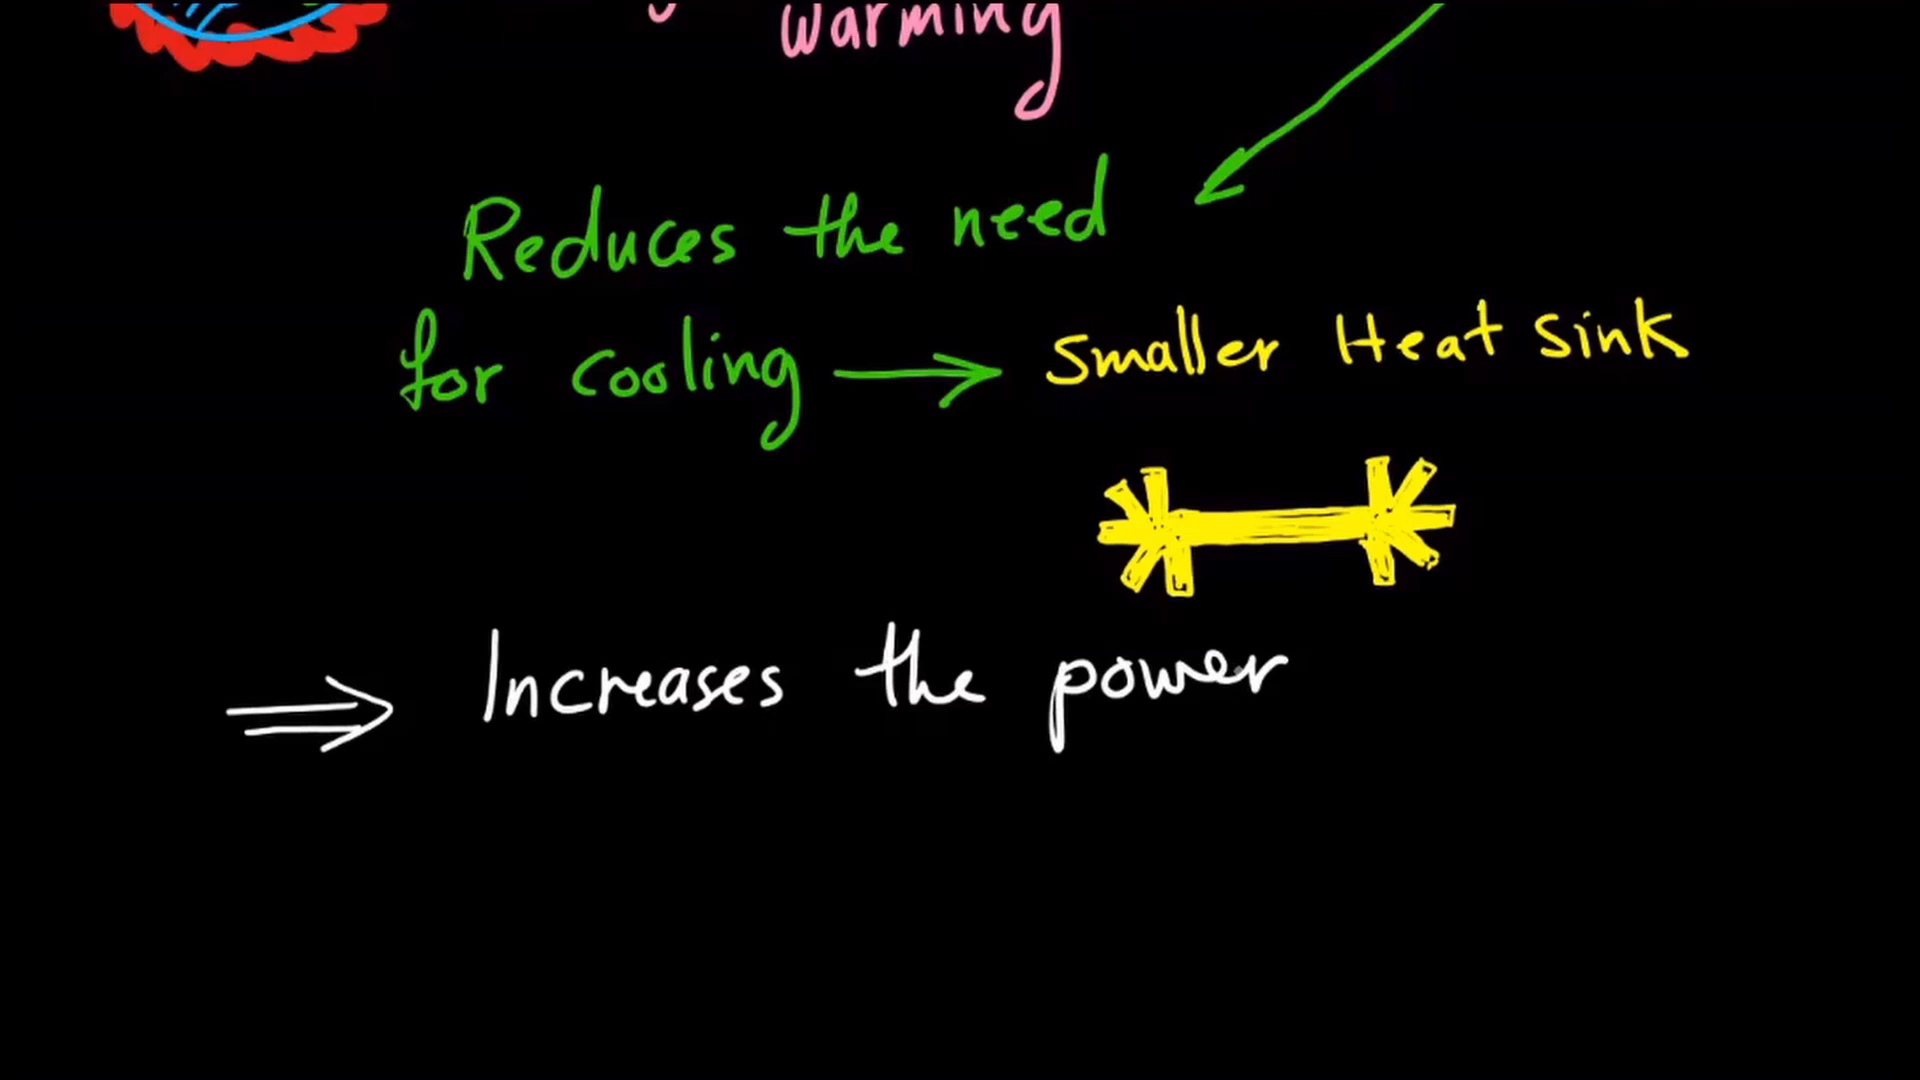 warming
Reduces the need
for cooling → Smaller Heat Sink
⇒ Increases the power